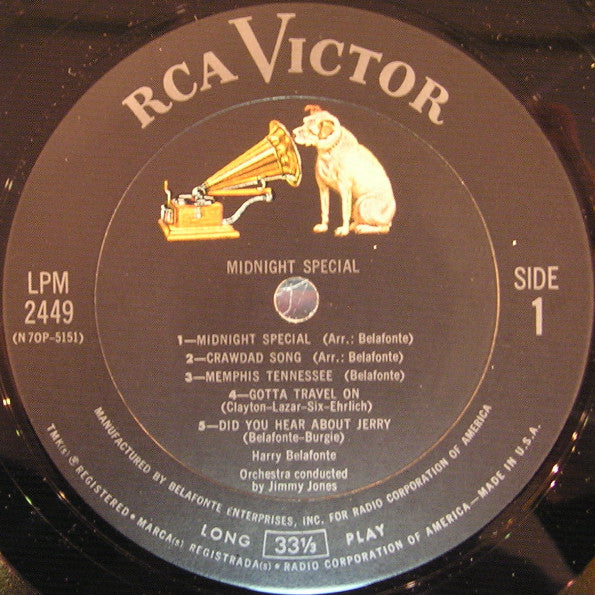 RCA VICTOR
MIDNIGHT SPECIAL
LPM
2449
(N 7OP-5151)
SIDE
1
1—MIDNIGHT SPECIAL (Arr.: Belafonte)
2—CRAWDAD SONG (Arr.: Belafonte)
3—MEMPHIS TENNESSEE (Belafonte)
4—GOTTA TRAVEL ON
(Clayton-Lazar-Six-Ehrlich)
5—DID YOU HEAR ABOUT JERRY
(Belafonte-Burgie)
Harry Belafonte
Orchestra conducted
by Jimmy Jones
MANUFACTURED BY BELAFONTE ENTERPRISES, INC. FOR RADIO CORPORATION OF AMERICA
LONG 33⅓ PLAY
TMK(s) ® REGISTERED • MARCA(s) REGISTRADA(s) • RADIO CORPORATION OF AMERICA—MADE IN U.S.A.